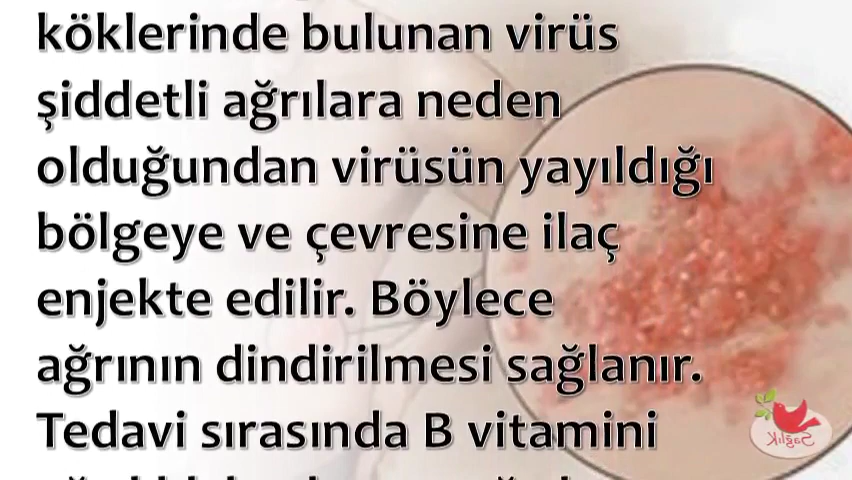 köklerinde bulunan virüs
şiddetli ağrılara neden
olduğundan virüsün yayıldığı
bölgeye ve çevresine ilaç
enjekte edilir. Böylece
ağrının dindirilmesi sağlanır.
Tedavi sırasında B vitamini
Sağlık